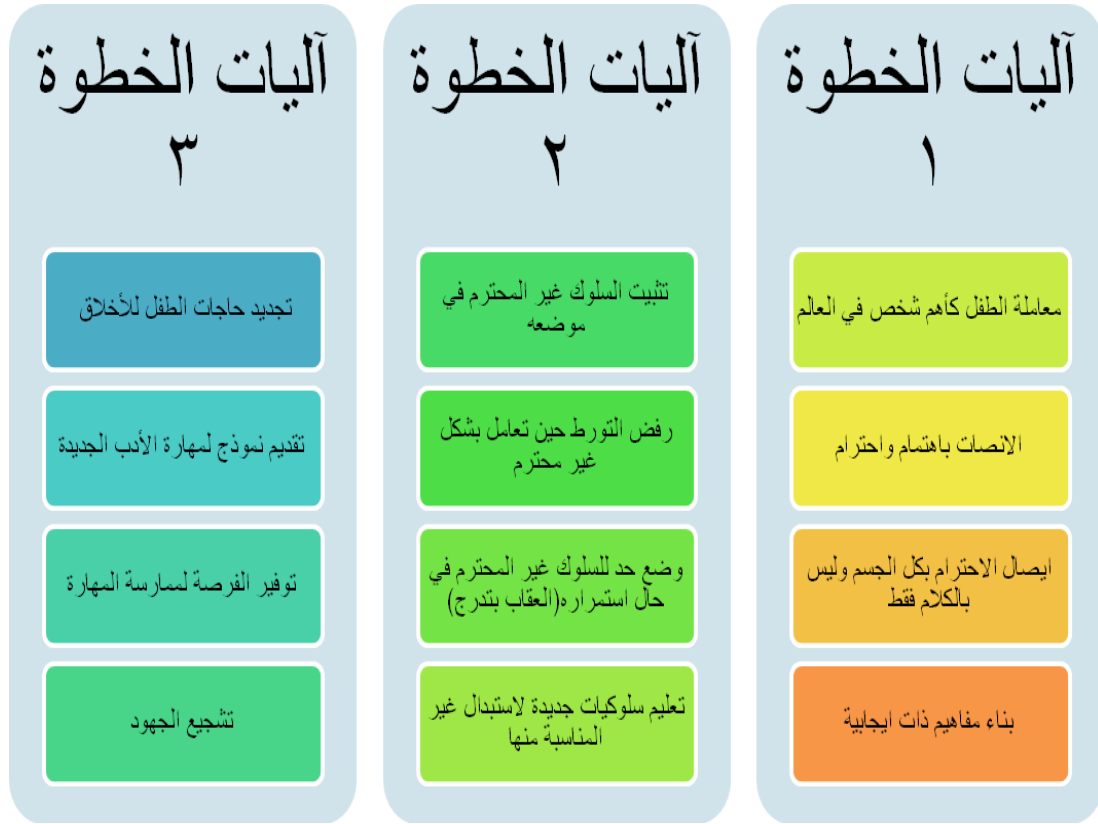 آليات الخطوة
١
معاملة الطفل كأهم شخص في العالم
الانصات باهتمام واحترام
ايصال الاحترام بكل الجسم وليس
بالكلام فقط
بناء مفاهيم ذات ايجابية
آليات الخطوة
٢
تثبيت السلوك غير المحترم في
موضعه
رفض التورط حين تعامل بشكل
غير محترم
وضع حد للسلوك غير المحترم في
حال استمراره(العقاب بتدرج)
تعليم سلوكيات جديدة لاستبدال غير
المناسبة منها
آليات الخطوة
٣
تجديد حاجات الطفل للأخلاق
تقديم نموذج لمهارة الأدب الجديدة
توفير الفرصة لممارسة المهارة
تشجيع الجهود